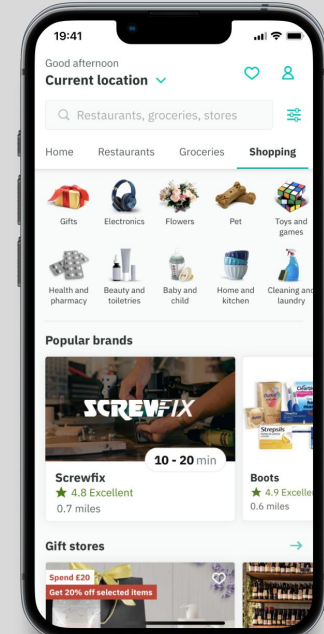 19:41
Good afternoon
Current location
Restaurants, groceries, stores
Home Restaurants Groceries Shopping
Gifts Electronics Flowers Pet Toys and games
Health and pharmacy Beauty and toiletries Baby and child Home and kitchen Cleaning and laundry
Popular brands
SCREWFIX
10 - 20 min
Screwfix
4.8 Excellent
0.7 miles
Strepsils
Boots
4.9 Excelle
0.6 miles
Gift stores
Spend £20
Get 20% off selected items